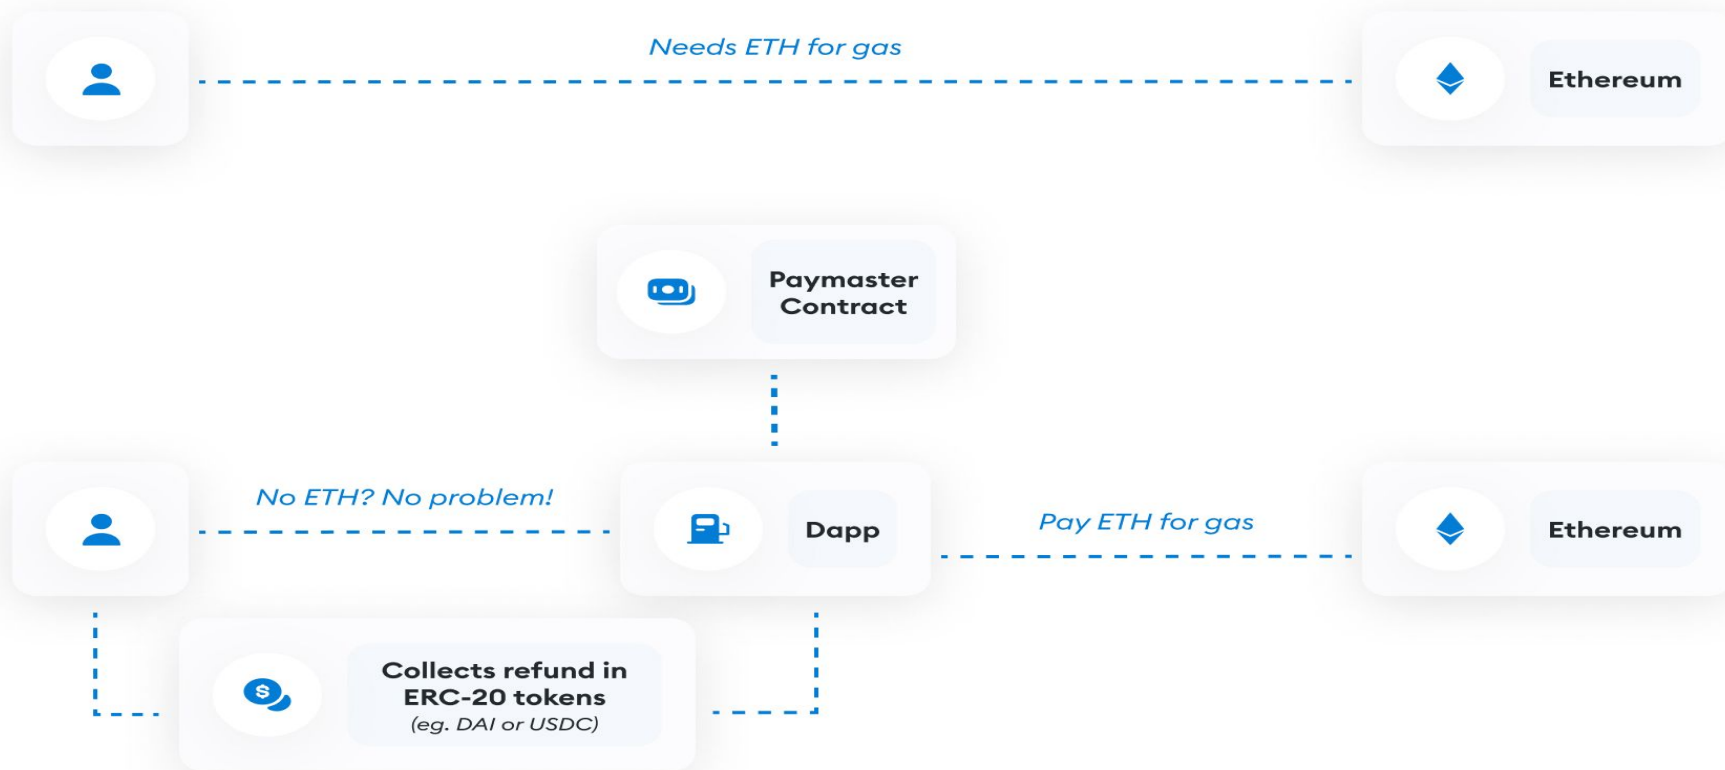 Needs ETH for gas
Ethereum
Paymaster
Contract
No ETH? No problem!
Dapp
Pay ETH for gas
Ethereum
Collects refund in
ERC-20 tokens
(eg. DAI or USDC)